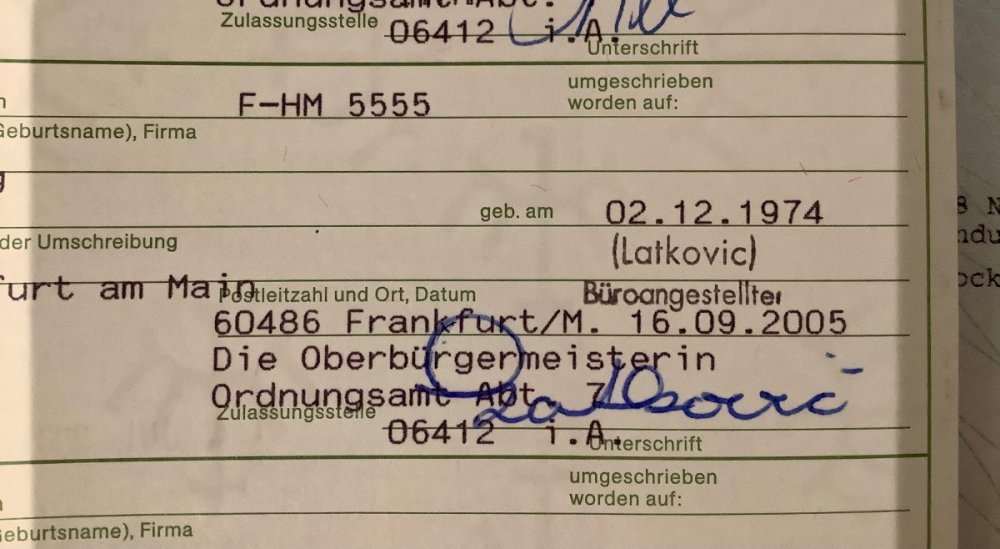 Zulassungsstelle 06412 i.A.
Unterschrift
F-HM 5555
umgeschrieben
worden auf:
Geburtsname), Firma
geb. am 02.12.1974
der Umschreibung
(Latkovic)
furt am Main
Postleitzahl und Ort, Datum
Büroangestellter
60486 Frankfurt/M. 16.09.2005
Die Oberbürgermeisterin
Ordnungsamt Abt. 7
Latkovic
Zulassungsstelle
06412 i.A.
Unterschrift
umgeschrieben
worden auf:
Geburtsname), Firma